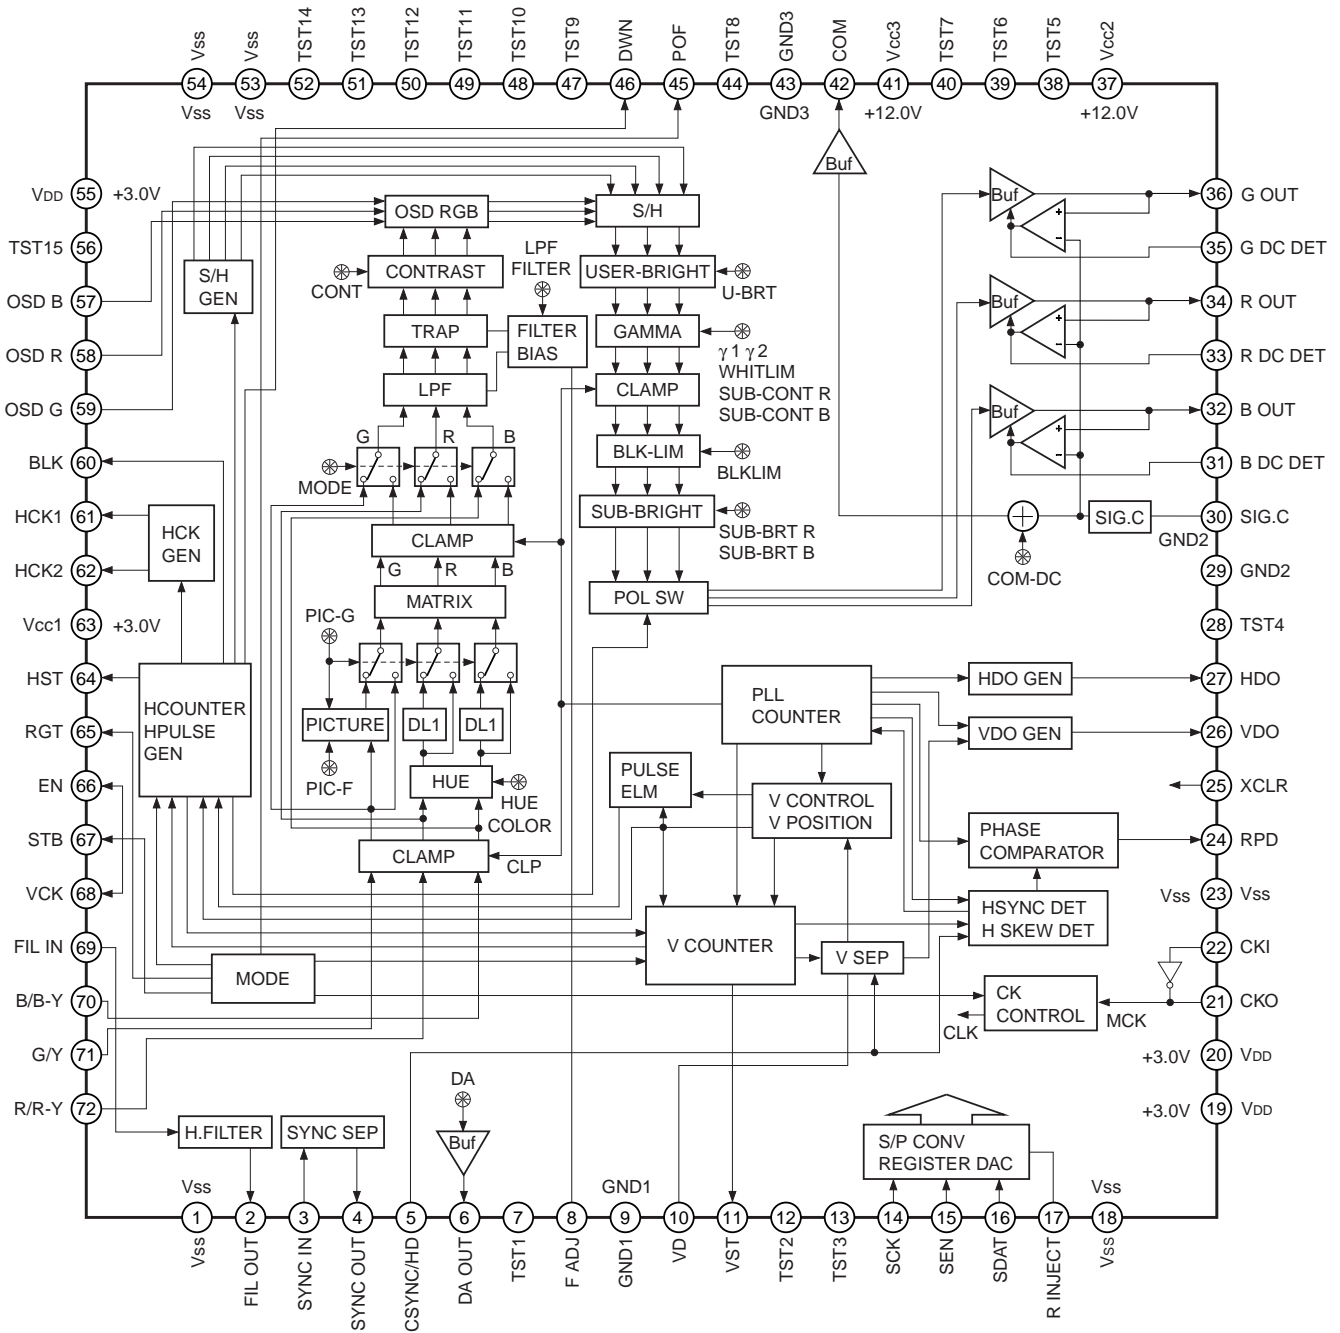 Vss
Vss
TST14
TST13
TST12
TST11
TST10
TST9
DWN
POF
TST8
GND3
COM
Vcc3
TST7
TST6
TST5
Vcc2
54
53
52
51
50
49
48
47
46
45
44
43
42
41
40
39
38
37
Vss
Vss
GND3
+12.0V
+12.0V
Buf
VDD
55
+3.0V
TST15
56
OSD B
57
OSD R
58
OSD G
59
BLK
60
HCK1
61
HCK2
62
Vcc1
63
+3.0V
HST
64
RGT
65
EN
66
STB
67
VCK
68
FIL IN
69
B/B-Y
70
G/Y
71
R/R-Y
72
S/H
GEN
HCK
GEN
HCOUNTER
HPULSE
GEN
MODE
OSD RGB
CONTRAST
CONT
TRAP
LPF
FILTER
FILTER
BIAS
LPF
G
R
B
MODE
CLAMP
G
R
B
MATRIX
PIC-G
PICTURE
DL1
DL1
PIC-F
HUE
HUE
COLOR
CLAMP
CLP
S/H
USER-BRIGHT
U-BRT
GAMMA
γ1 γ2
WHITLIM
SUB-CONT R
SUB-CONT B
CLAMP
BLK-LIM
BLKLIM
SUB-BRIGHT
SUB-BRT R
SUB-BRT B
POL SW
PLL
COUNTER
PULSE
ELM
V CONTROL
V POSITION
V COUNTER
V SEP
HDO GEN
VDO GEN
PHASE
COMPARATOR
HSYNC DET
H SKEW DET
CK
CONTROL
CLK
MCK
Buf
+
-
Buf
+
-
Buf
+
-
COM-DC
SIG.C
GND2
36
G OUT
35
G DC DET
34
R OUT
33
R DC DET
32
B OUT
31
B DC DET
30
SIG.C
29
GND2
28
TST4
27
HDO
26
VDO
25
XCLR
24
RPD
Vss
23
Vss
22
CKI
21
CKO
+3.0V
20
VDD
+3.0V
19
VDD
H.FILTER
SYNC SEP
DA
Buf
S/P CONV
REGISTER DAC
Vss
GND1
Vss
1
2
3
4
5
6
7
8
9
10
11
12
13
14
15
16
17
18
Vss
FIL OUT
SYNC IN
SYNC OUT
CSYNC/HD
DA OUT
TST1
F ADJ
GND1
VD
VST
TST2
TST3
SCK
SEN
SDAT
R INJECT
Vss